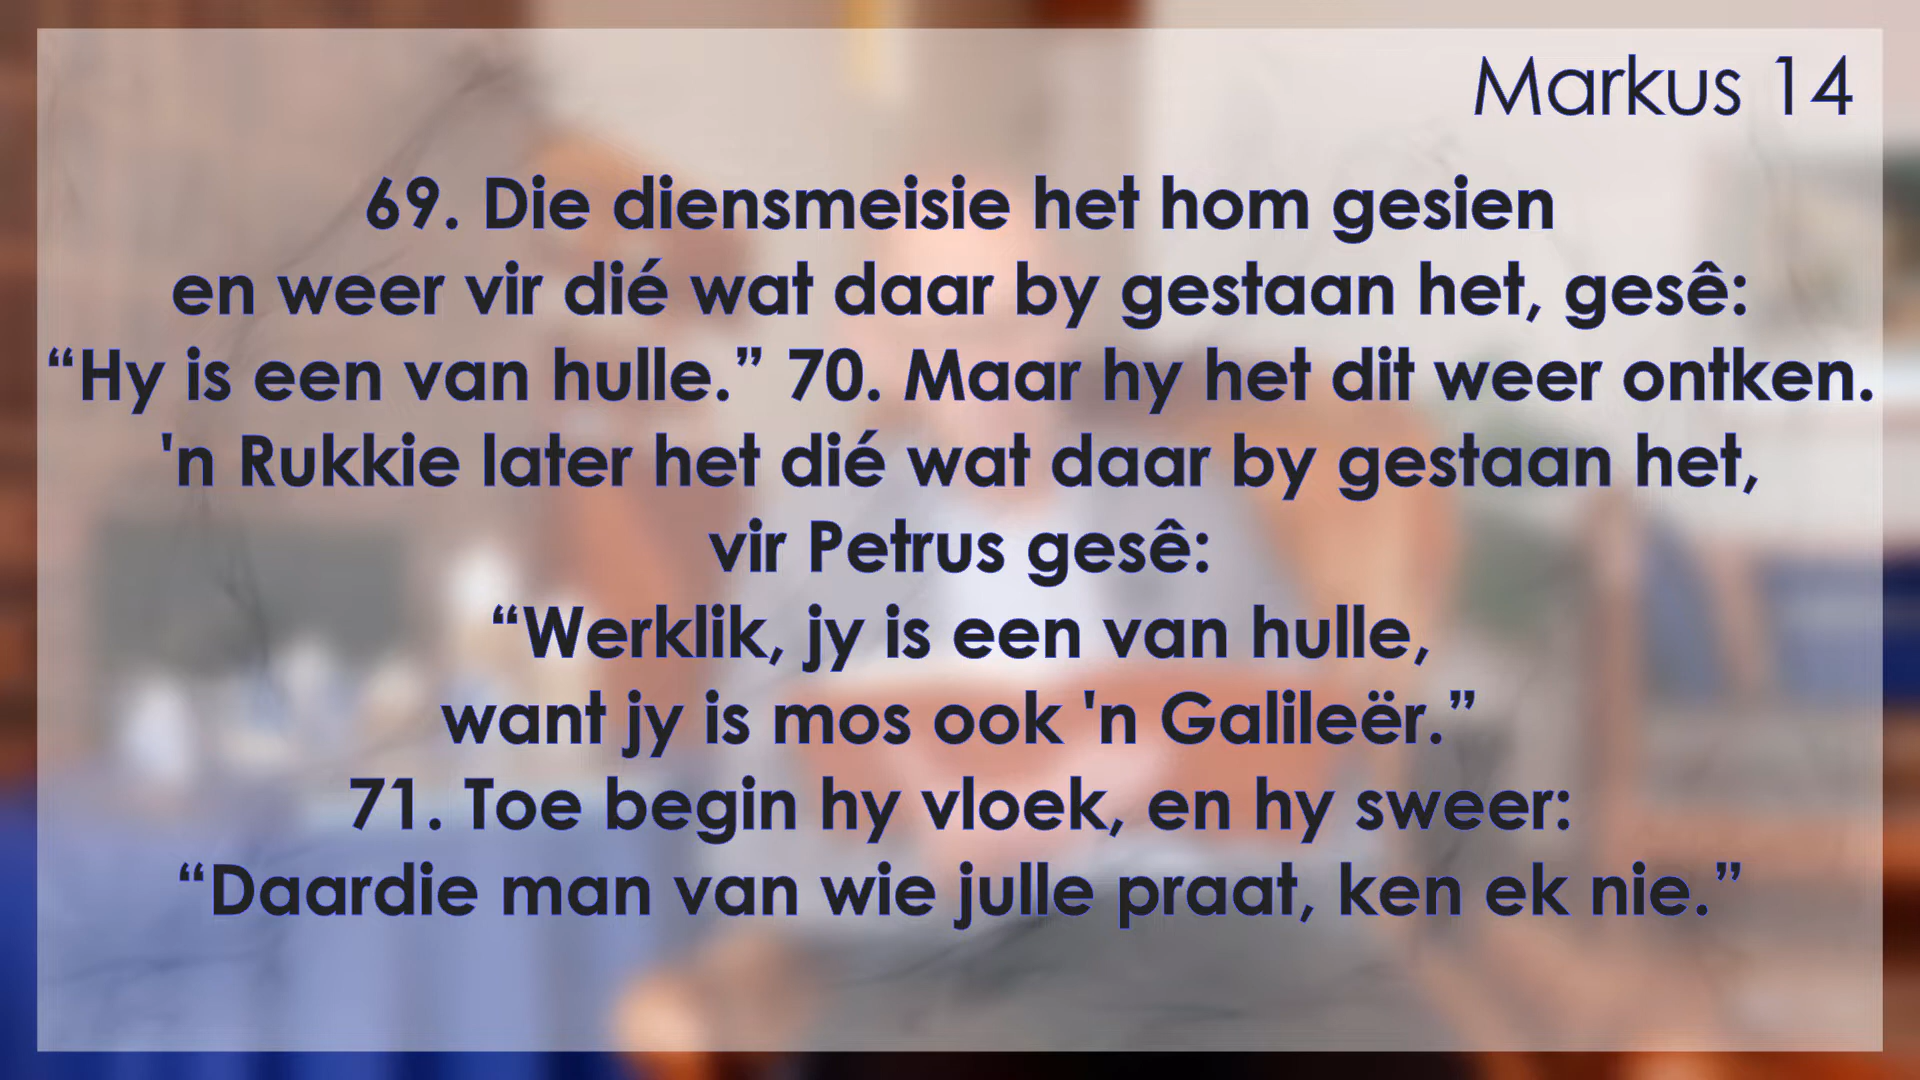 Markus 14
69. Die diensmeisie het hom gesien
en weer vir dié wat daar by gestaan het, gesê:
“Hy is een van hulle.” 70. Maar hy het dit weer ontken.
'n Rukkie later het dié wat daar by gestaan het,
vir Petrus gesê:
“Werklik, jy is een van hulle,
want jy is mos ook 'n Galileër.”
71. Toe begin hy vloek, en hy sweer:
“Daardie man van wie julle praat, ken ek nie.”